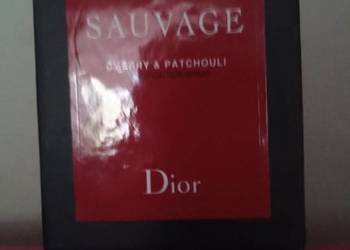 SAUVAGE
CHERRY & PATCHOULI
Dior